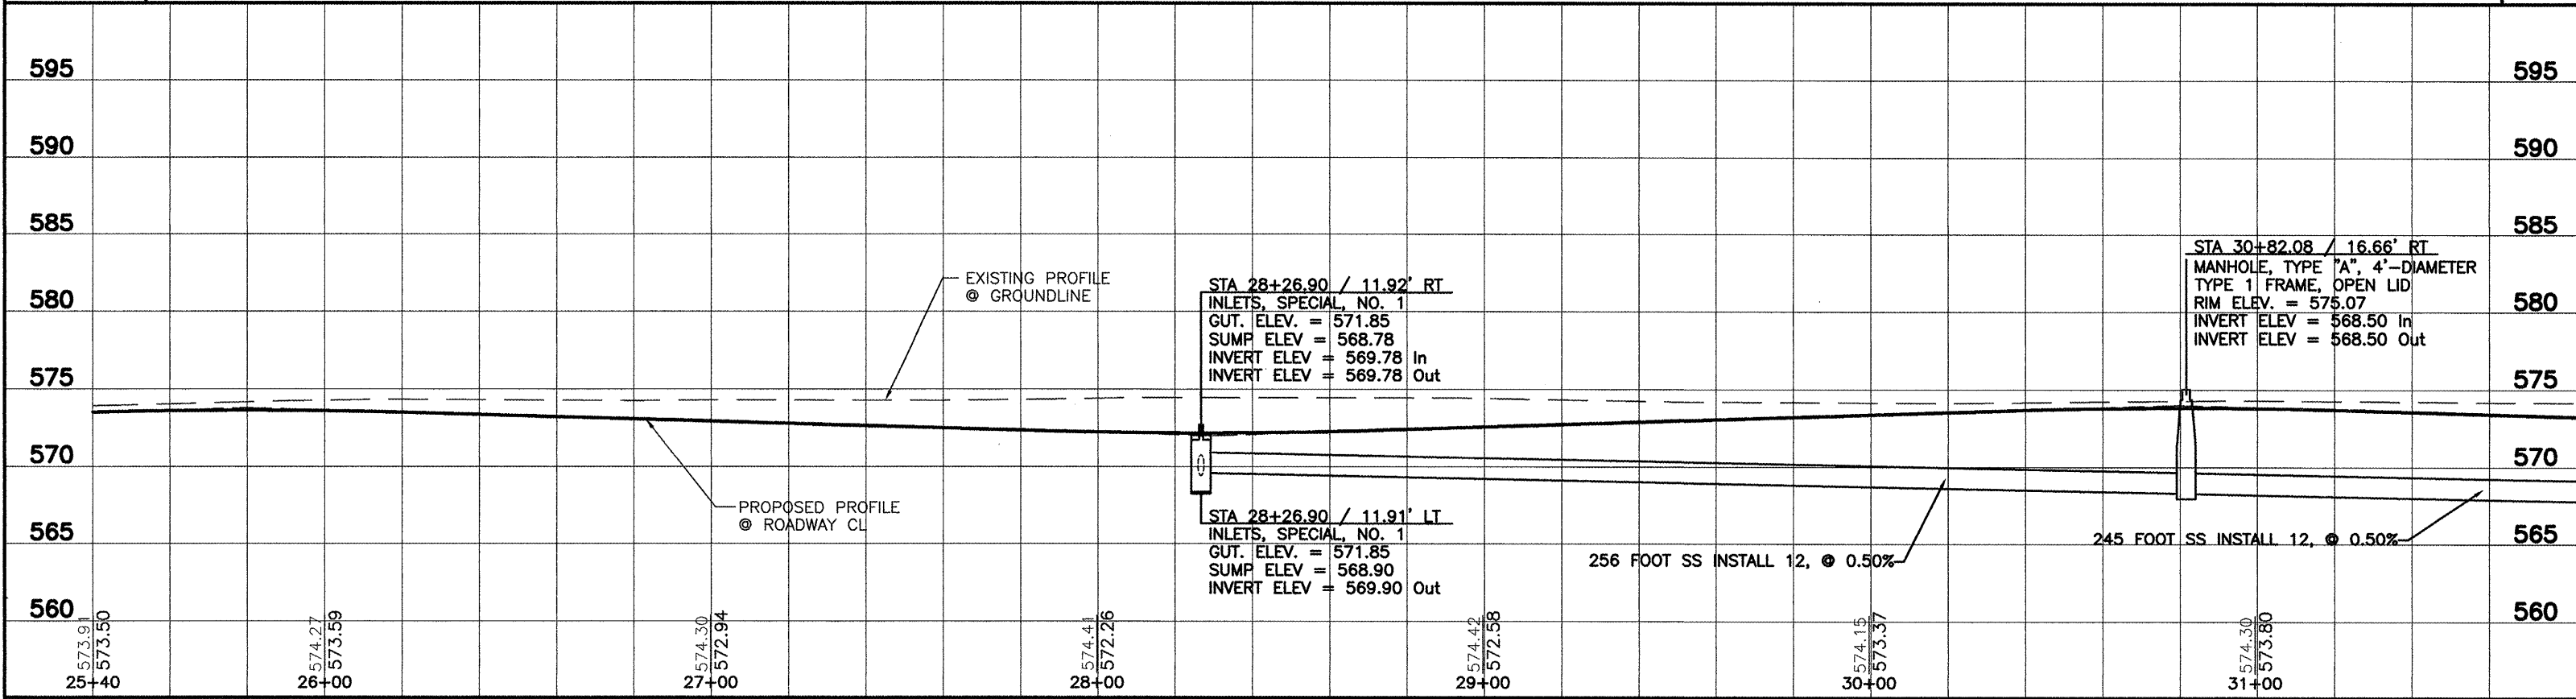 595
595
590
590
585
585
580
580
575
575
570
570
565
565
560
560
EXISTING PROFILE
@ GROUNDLINE
PROPOSED PROFILE
@ ROADWAY CL
STA 28+26.90 / 11.92' RT
INLETS, SPECIAL, NO. 1
GUT. ELEV. = 571.85
SUMP ELEV = 568.78
INVERT ELEV = 569.78 In
INVERT ELEV = 569.78 Out
STA 28+26.90 / 11.91' LT
INLETS, SPECIAL, NO. 1
GUT. ELEV. = 571.85
SUMP ELEV = 568.90
INVERT ELEV = 569.90 Out
STA 30+82.08 / 16.66' RT
MANHOLE, TYPE "A", 4'-DIAMETER
TYPE 1 FRAME, OPEN LID
RIM ELEV. = 575.07
INVERT ELEV = 568.50 In
INVERT ELEV = 568.50 Out
256 FOOT SS INSTALL 12, @ 0.50%
245 FOOT SS INSTALL 12, @ 0.50%
573.91
573.50
574.27
573.59
574.30
572.94
574.41
572.26
574.42
572.58
574.15
573.37
574.30
573.80
25+40
26+00
27+00
28+00
29+00
30+00
31+00